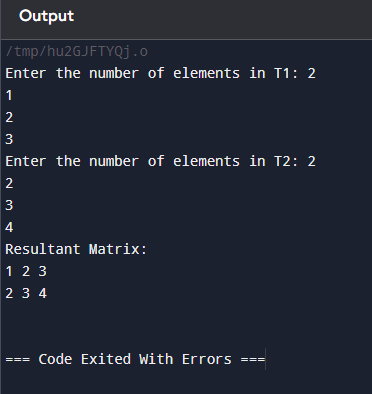 Output
/tmp/hu2GJFTYQj.o
Enter the number of elements in T1: 2
1
2
3
Enter the number of elements in T2: 2
2
3
4
Resultant Matrix:
1 2 3
2 3 4
=== Code Exited With Errors ===